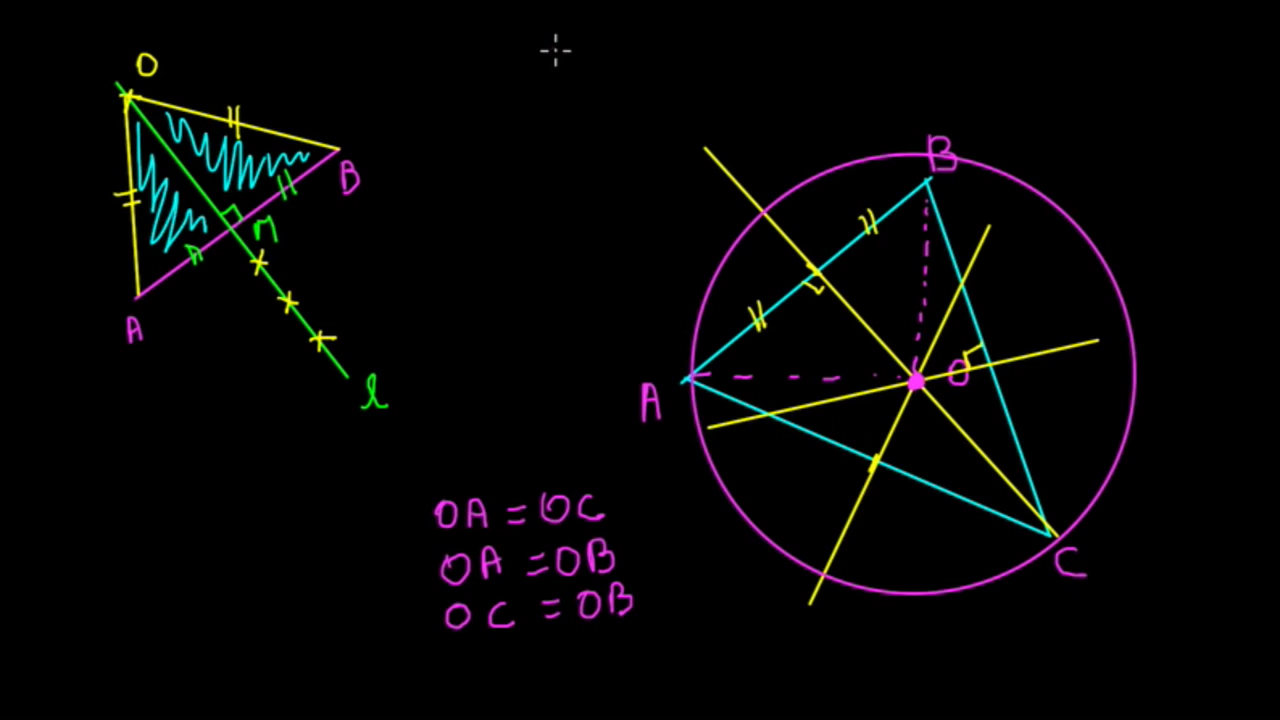 O
B
M
A
l
B
A
O
C
OA = OC
OA = OB
OC = OB